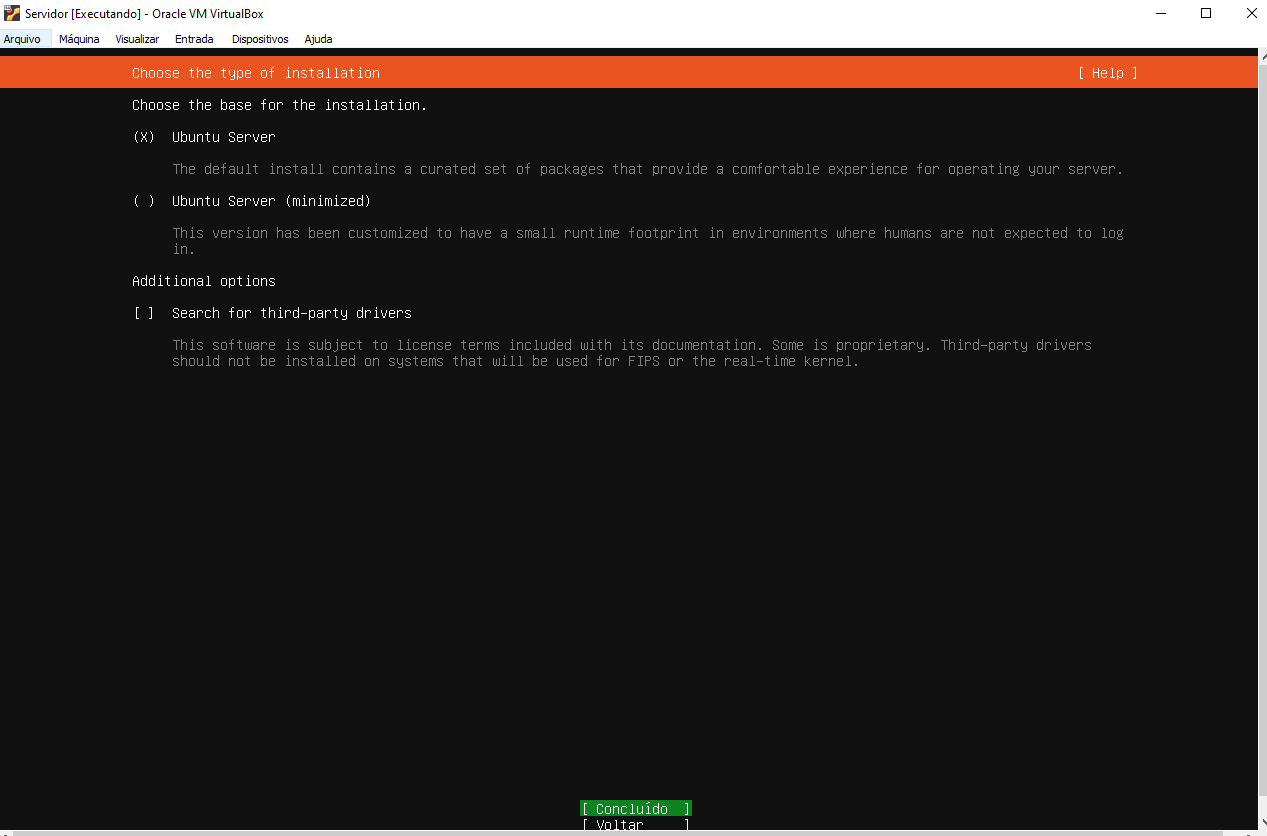 Servidor [Executando] - Oracle VM VirtualBox
Arquivo Máquina Visualizar Entrada Dispositivos Ajuda
Choose the type of installation [ Help ]
Choose the base for the installation.
(X) Ubuntu Server
The default install contains a curated set of packages that provide a comfortable experience for operating your server.
( ) Ubuntu Server (minimized)
This version has been customized to have a small runtime footprint in environments where humans are not expected to log
in.
Additional options
[ ] Search for third-party drivers
This software is subject to license terms included with its documentation. Some is proprietary. Third-party drivers
should not be installed on systems that will be used for FIPS or the real-time kernel.
[ Concluído ]
[ Voltar ]